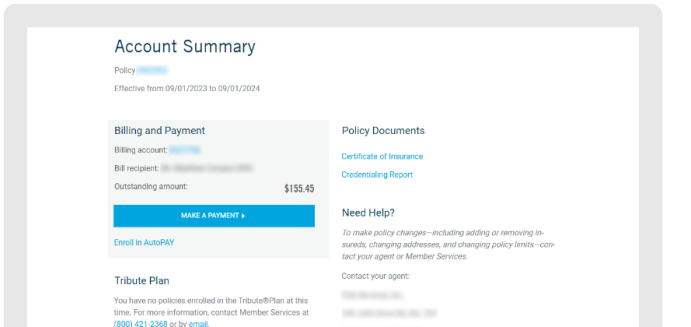 Account Summary
Policy
Effective from 09/01/2023 to 09/01/2024
Billing and Payment
Billing account:
Bill recipient:
Outstanding amount:
$155.45
MAKE A PAYMENT ▸
Enroll in AutoPAY
Tribute Plan
You have no policies enrolled in the Tribute®Plan at this
time. For more information, contact Member Services at
(800) 421-2368 or by email.
Policy Documents
Certificate of Insurance
Credentialing Report
Need Help?
To make policy changes—including adding or removing in-
sureds, changing addresses, and changing policy limits—con-
tact your agent or Member Services.
Contact your agent: